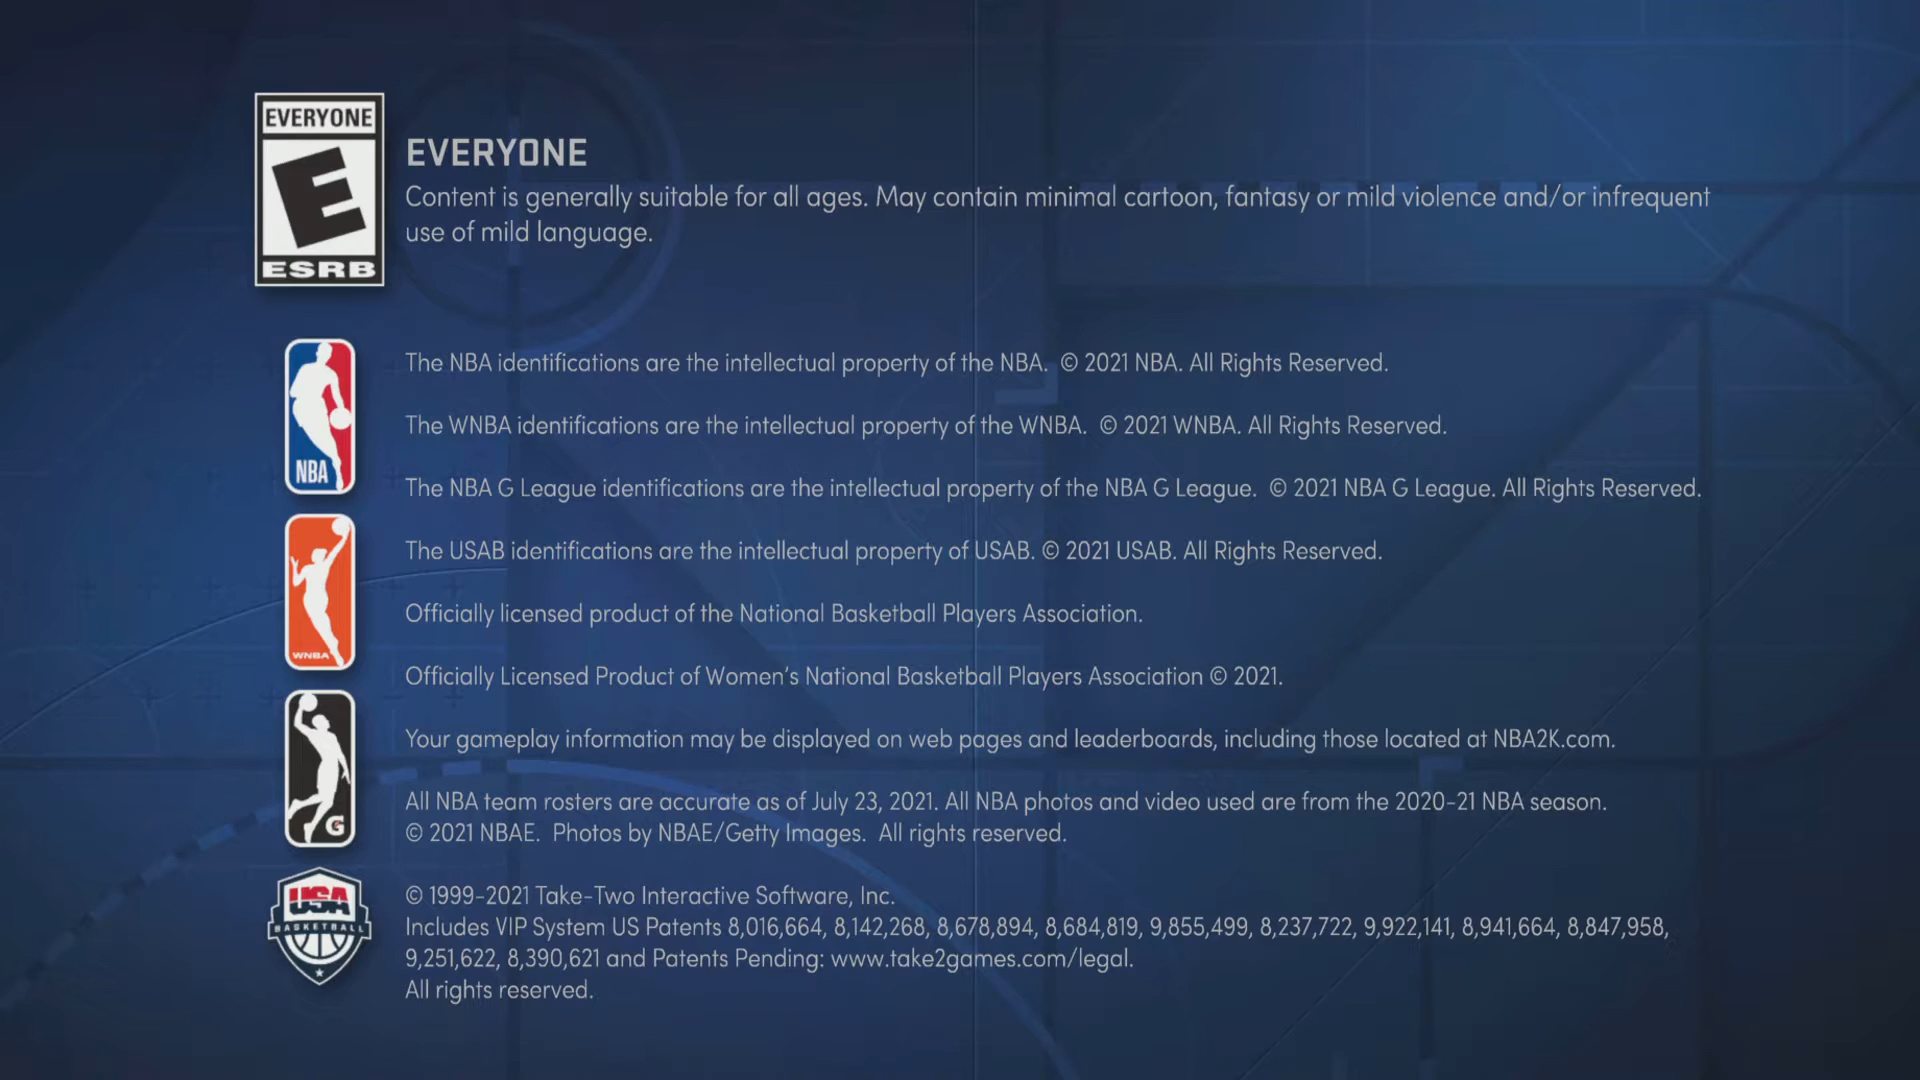 EVERYONE
E
ESRB
EVERYONE
Content is generally suitable for all ages. May contain minimal cartoon, fantasy or mild violence and/or infrequent
use of mild language.
NBA
The NBA identifications are the intellectual property of the NBA.  © 2021 NBA. All Rights Reserved.
The WNBA identifications are the intellectual property of the WNBA.  © 2021 WNBA. All Rights Reserved.
The NBA G League identifications are the intellectual property of the NBA G League.  © 2021 NBA G League. All Rights Reserved.
WNBA
The USAB identifications are the intellectual property of USAB. © 2021 USAB. All Rights Reserved.
Officially licensed product of the National Basketball Players Association.
Officially Licensed Product of Women's National Basketball Players Association © 2021.
G
Your gameplay information may be displayed on web pages and leaderboards, including those located at NBA2K.com.
All NBA team rosters are accurate as of July 23, 2021. All NBA photos and video used are from the 2020-21 NBA season.
© 2021 NBAE.  Photos by NBAE/Getty Images.  All rights reserved.
USA
BASKETBALL
© 1999-2021 Take-Two Interactive Software, Inc.
Includes VIP System US Patents 8,016,664, 8,142,268, 8,678,894, 8,684,819, 9,855,499, 8,237,722, 9,922,141, 8,941,664, 8,847,958,
9,251,622, 8,390,621 and Patents Pending: www.take2games.com/legal.
All rights reserved.